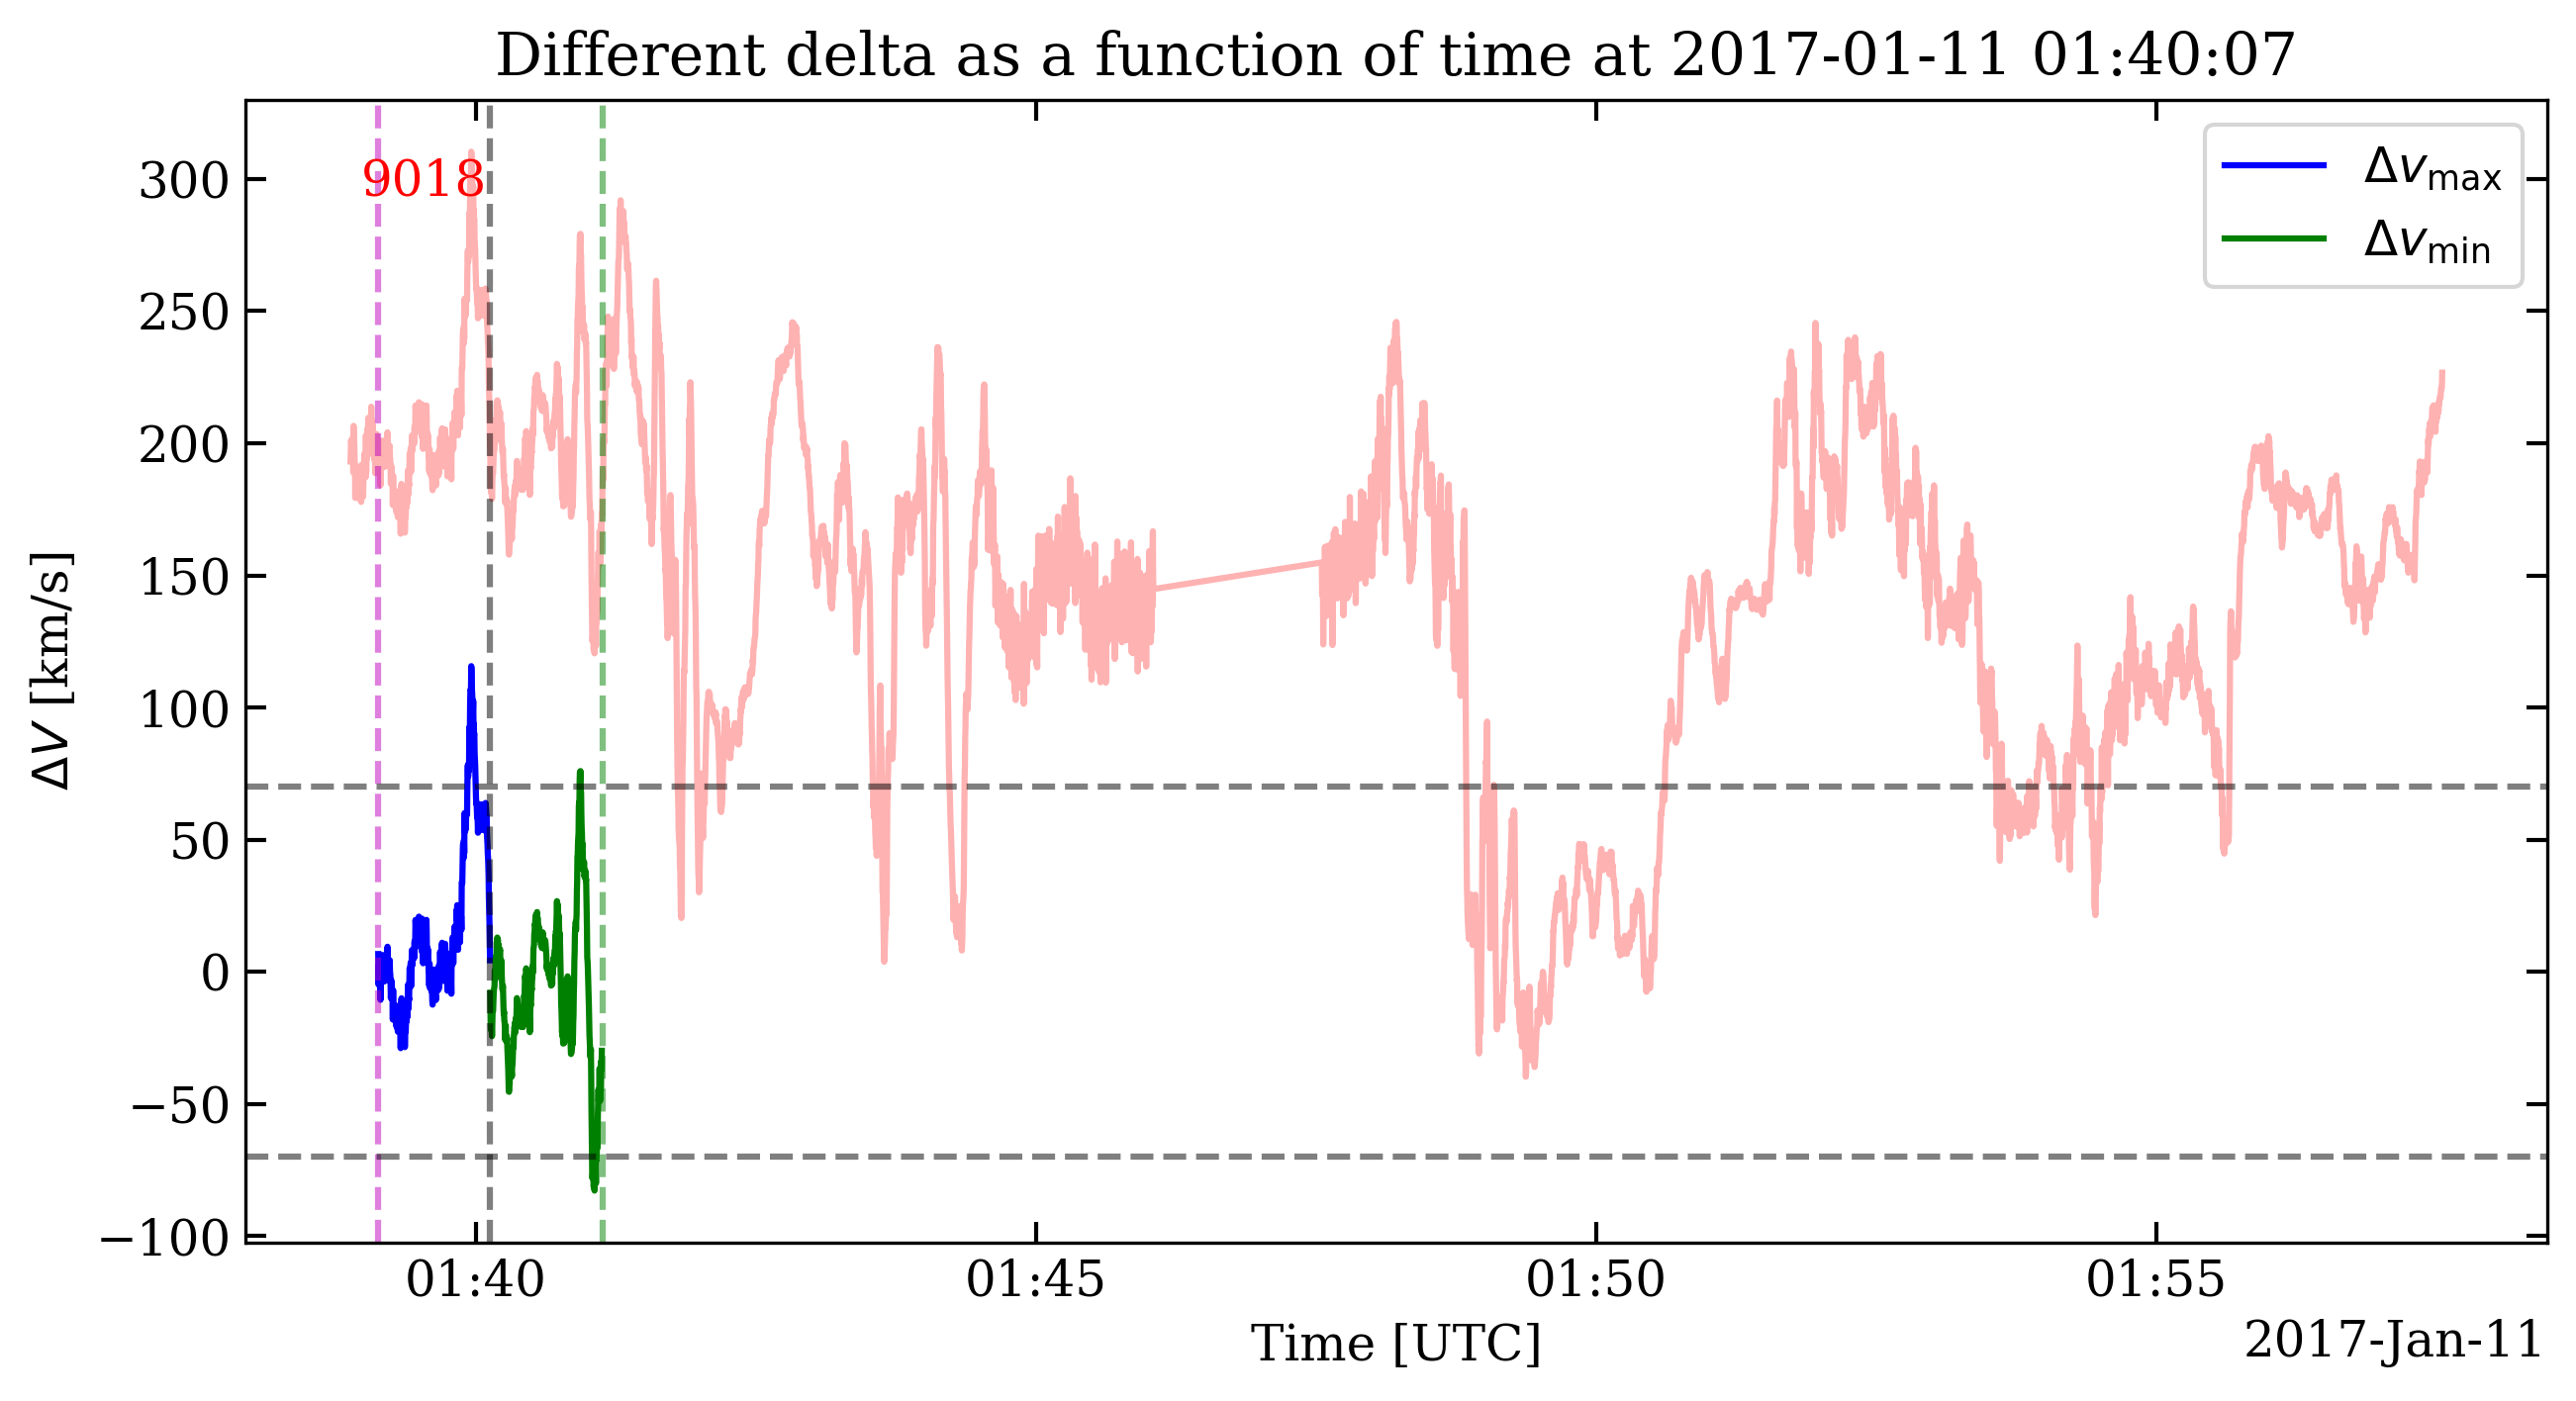 Different delta as a function of time at 2017-01-11 01:40:07
9018
Δv_max
Δv_min
300
250
200
150
100
50
0
−50
−100
ΔV [km/s]
01:40
01:45
01:50
01:55
Time [UTC]
2017-Jan-11